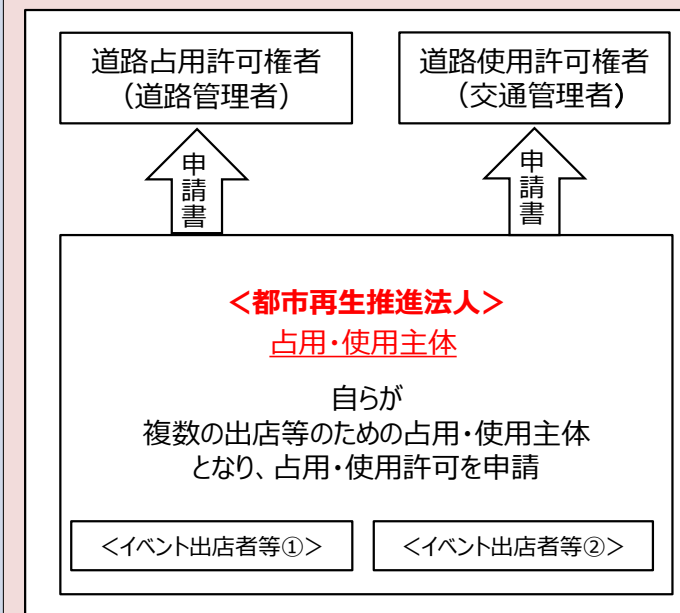 道路占用許可権者
（道路管理者）
道路使用許可権者
（交通管理者）
申請書
申請書
＜都市再生推進法人＞
占用・使用主体
自らが
複数の出店等のための占用・使用主体
となり、占用・使用許可を申請
＜イベント出店者等①＞
＜イベント出店者等②＞